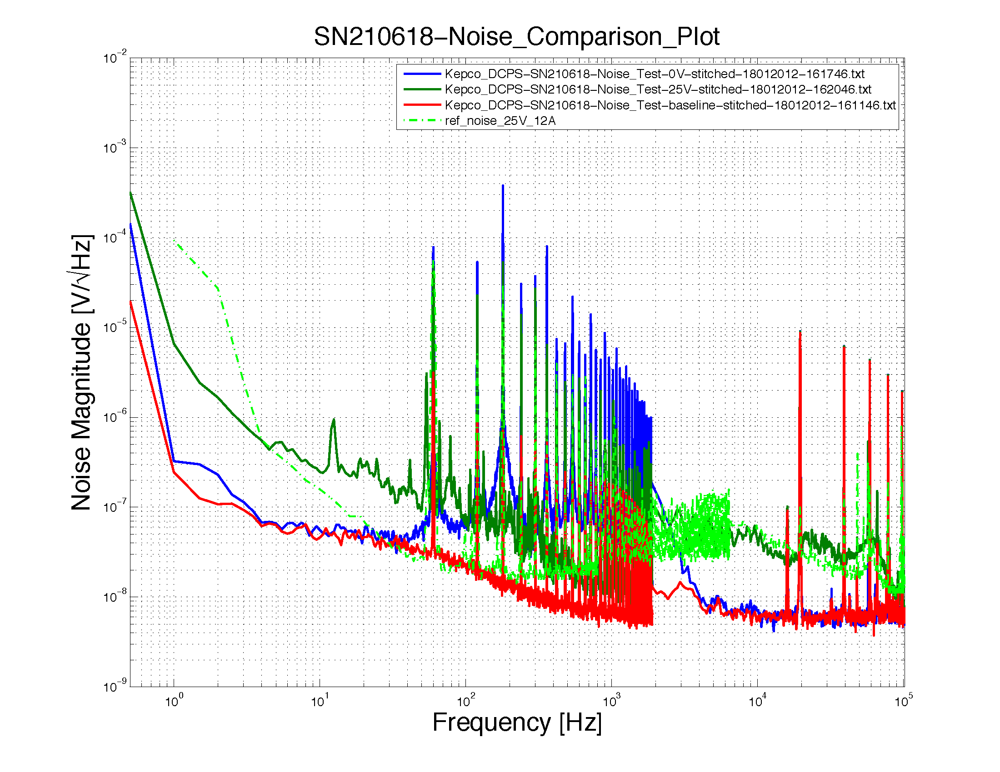 SN210618-Noise_Comparison_Plot
Kepco_DCPS-SN210618-Noise_Test-0V-stitched-18012012-161746.txt
Kepco_DCPS-SN210618-Noise_Test-25V-stitched-18012012-162046.txt
Kepco_DCPS-SN210618-Noise_Test-baseline-stitched-18012012-161146.txt
ref_noise_25V_12A
Noise Magnitude [V/√Hz]
10⁻²
10⁻³
10⁻⁴
10⁻⁵
10⁻⁶
10⁻⁷
10⁻⁸
10⁻⁹
10⁰ 10¹ 10² 10³ 10⁴ 10⁵
Frequency [Hz]